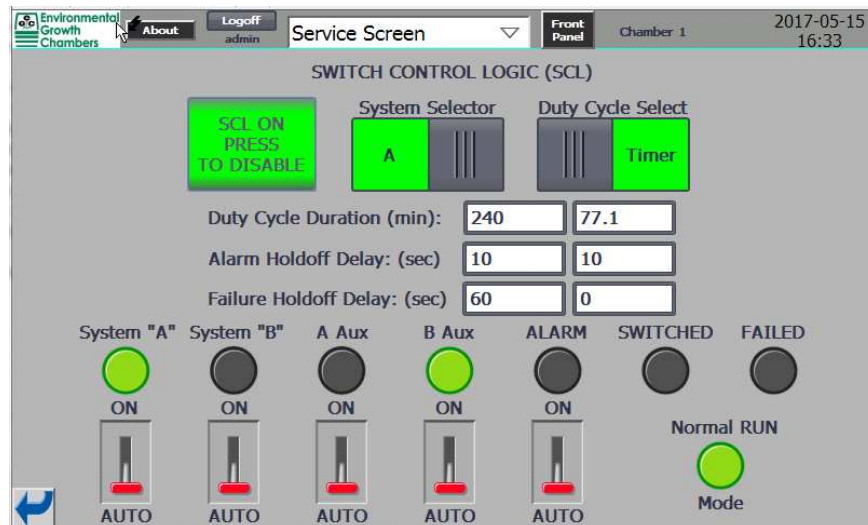 Environmental
Growth
Chambers
About
Logoff
admin
Service Screen
Front
Panel
Chamber 1
2017-05-15
16:33
SWITCH CONTROL LOGIC (SCL)
SCL ON
PRESS
TO DISABLE
System Selector
A
Duty Cycle Select
Timer
Duty Cycle Duration (min): 240 77.1
Alarm Holdoff Delay: (sec) 10 10
Failure Holdoff Delay: (sec) 60 0
System "A" System "B" A Aux B Aux ALARM SWITCHED FAILED
ON ON ON ON ON
Normal RUN
Mode
AUTO AUTO AUTO AUTO AUTO